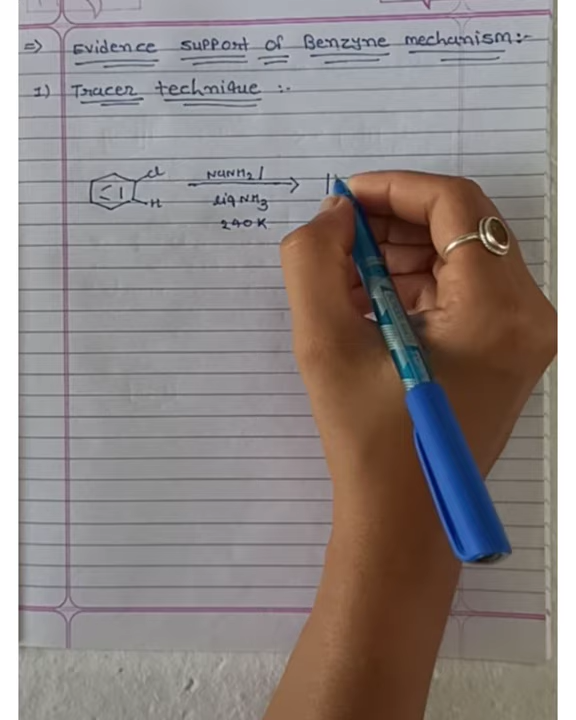 => Evidence support of Benzyne mechanism:-
1) Tracer technique :-
Cl
H
NaNH2 /
liq NH3
240 K